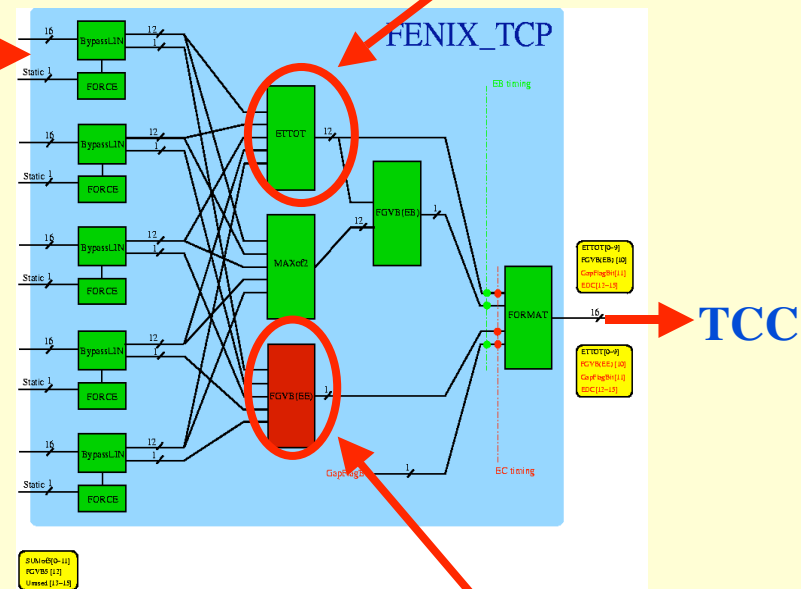 FENIX_TCP
16
BypassLIN
12
1
Static 1
FORCE
16
BypassLIN
12
1
Static 1
FORCE
16
BypassLIN
12
1
Static 1
FORCE
16
BypassLIN
12
1
Static 1
FORCE
16
BypassLIN
12
1
Static 1
FORCE
ETTOT
12
MAXof2
12
FGVB(EB)
1
FGVB(EE)
1
1
EB timing
EC timing
FORMAT
16
TCC
ETTOT[0-9]
FGVB(EB) [10]
GapFlagBit[11]
EDC[12-15]
ETTOT[0-9]
FGVB(EE) [10]
GapFlagBit[11]
EDC[12-15]
SUMof5[0-11]
FGVB5 [12]
Unused [13-15]